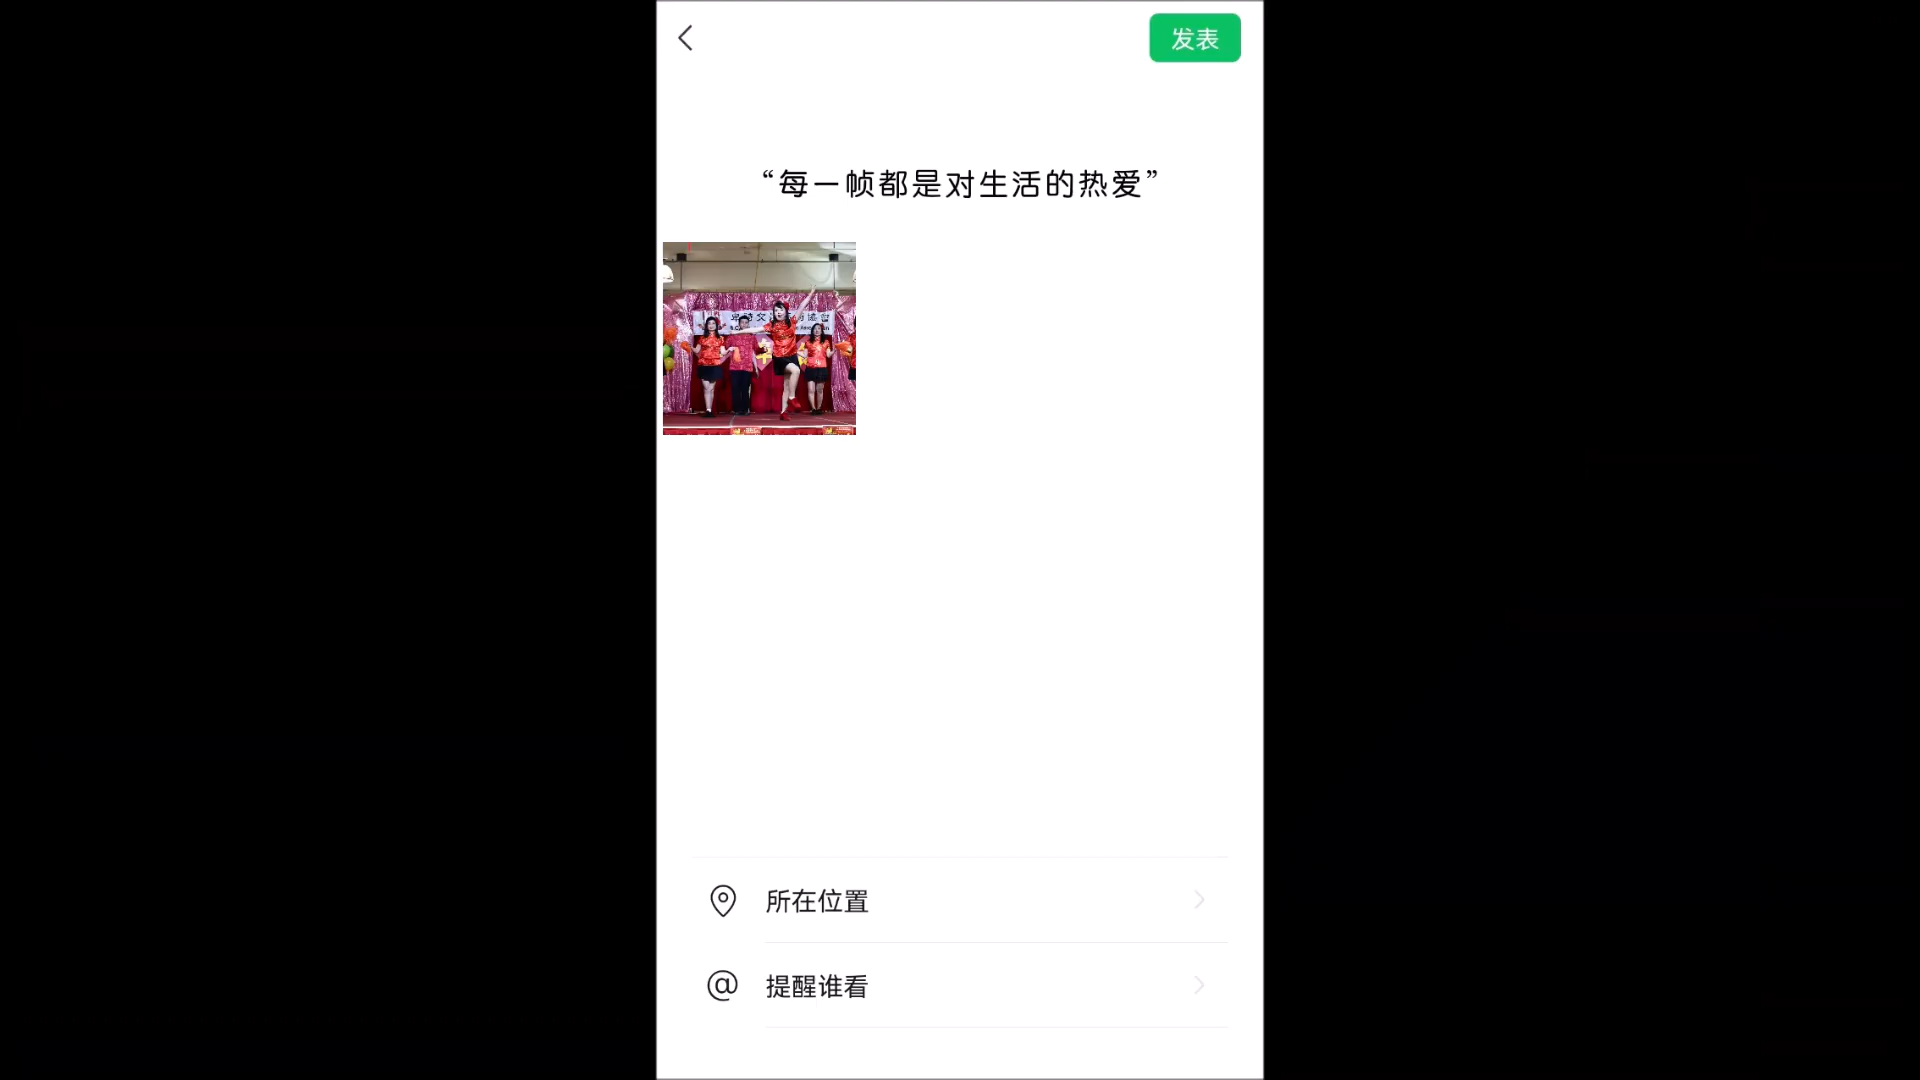 发表
“每一帧都是对生活的热爱”
所在位置
@ 提醒谁看